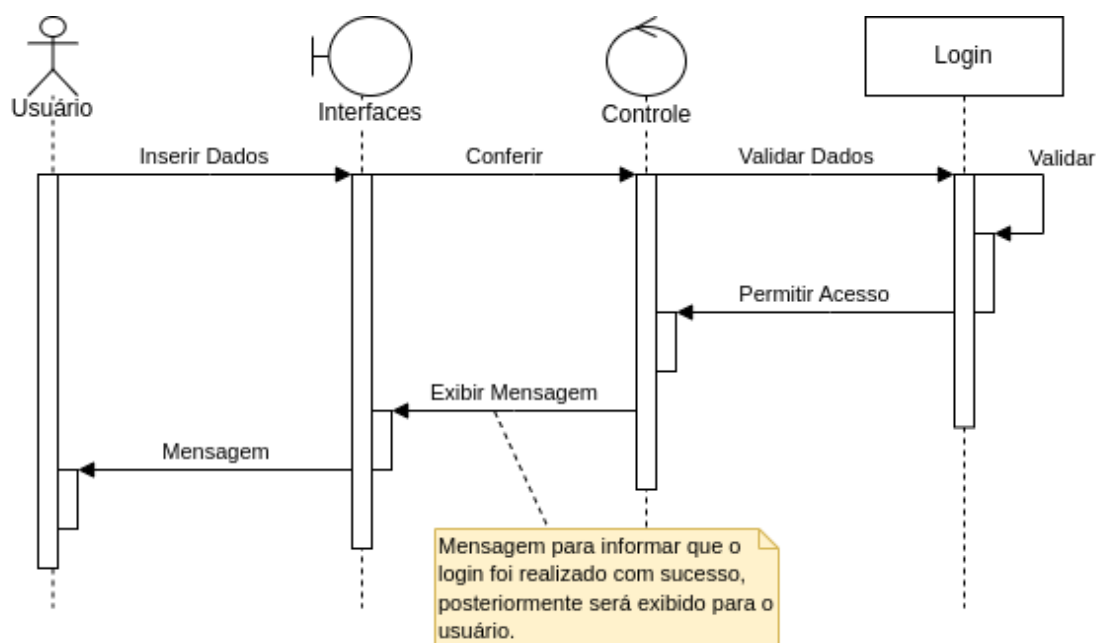 Login
Usuário
Interfaces
Controle
Inserir Dados
Conferir
Validar Dados
Validar
Permitir Acesso
Exibir Mensagem
Mensagem
Mensagem para informar que o
login foi realizado com sucesso,
posteriormente será exibido para o
usuário.